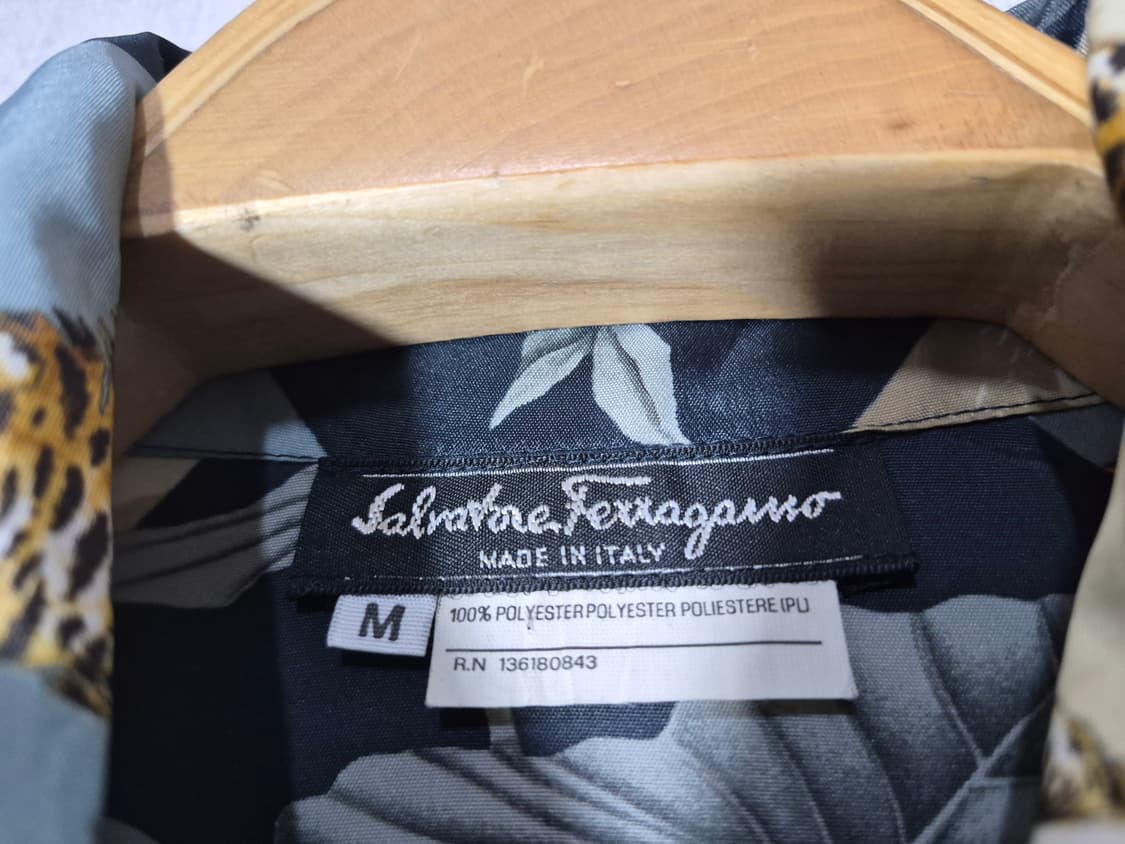 Salvatore Ferragamo
MADE IN ITALY
M
100% POLYESTER POLYESTER POLIESTERE (PL)
R.N 136180843